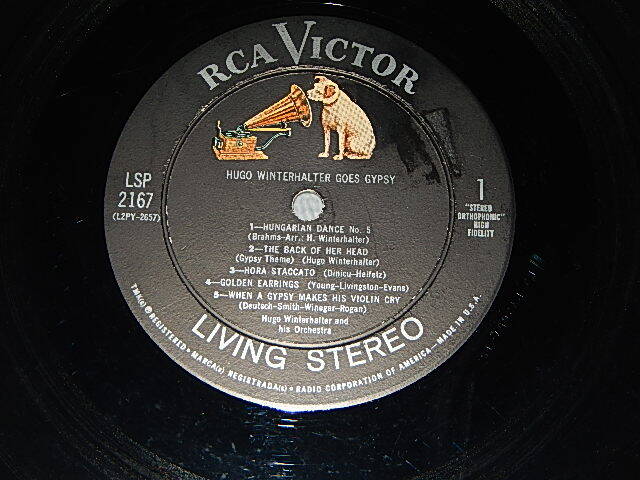 RCA VICTOR
HUGO WINTERHALTER GOES GYPSY
LSP
2167
(L2PY-2657)
1
"STEREO
ORTHOPHONIC"
HIGH
FIDELITY
1—HUNGARIAN DANCE No. 5
(Brahms-Arr.: H. Winterhalter)
2—THE BACK OF HER HEAD
(Gypsy Theme) (Hugo Winterhalter)
3—HORA STACCATO (Dinicu-Heifetz)
4—GOLDEN EARRINGS (Young-Livingston-Evans)
5—WHEN A GYPSY MAKES HIS VIOLIN CRY
(Deutsch-Smith-Winegar-Rogan)
Hugo Winterhalter and
his Orchestra
LIVING STEREO
TMK(s) ® REGISTERED • MARCA(s) REGISTRADA(s) • RADIO CORPORATION OF AMERICA — MADE IN U.S.A.